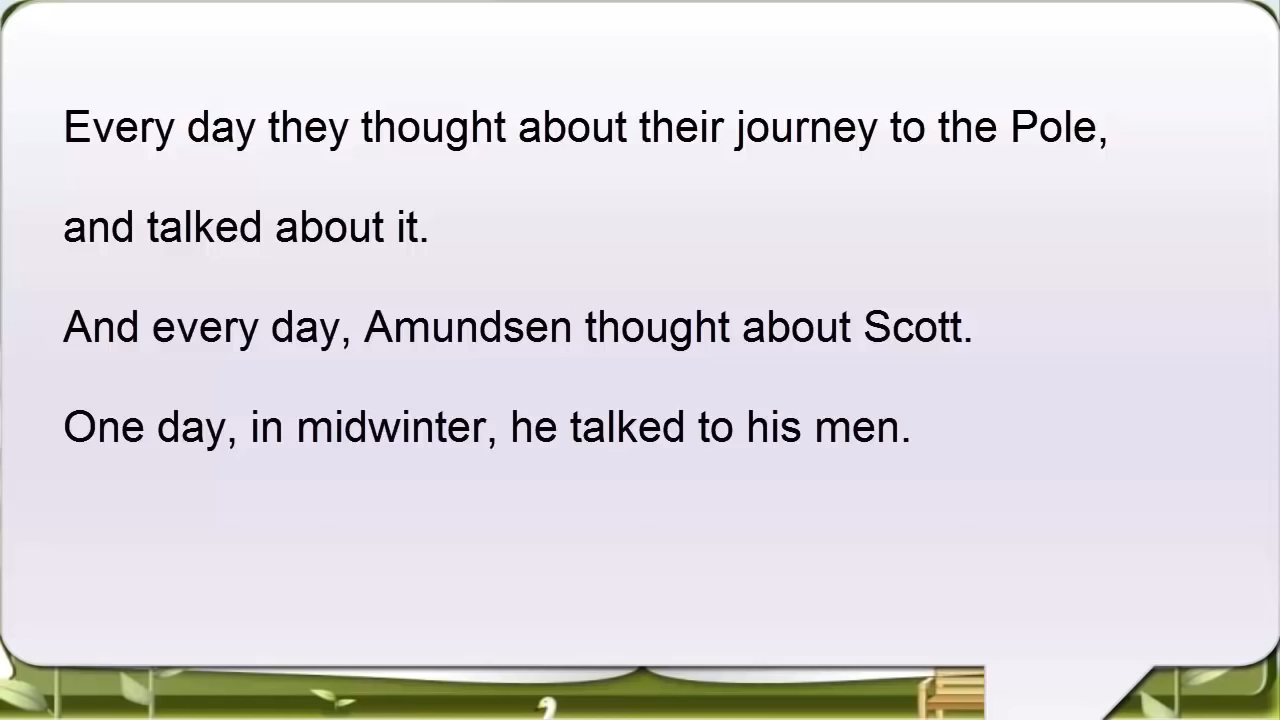 Every day they thought about their journey to the Pole,
and talked about it.
And every day, Amundsen thought about Scott.
One day, in midwinter, he talked to his men.